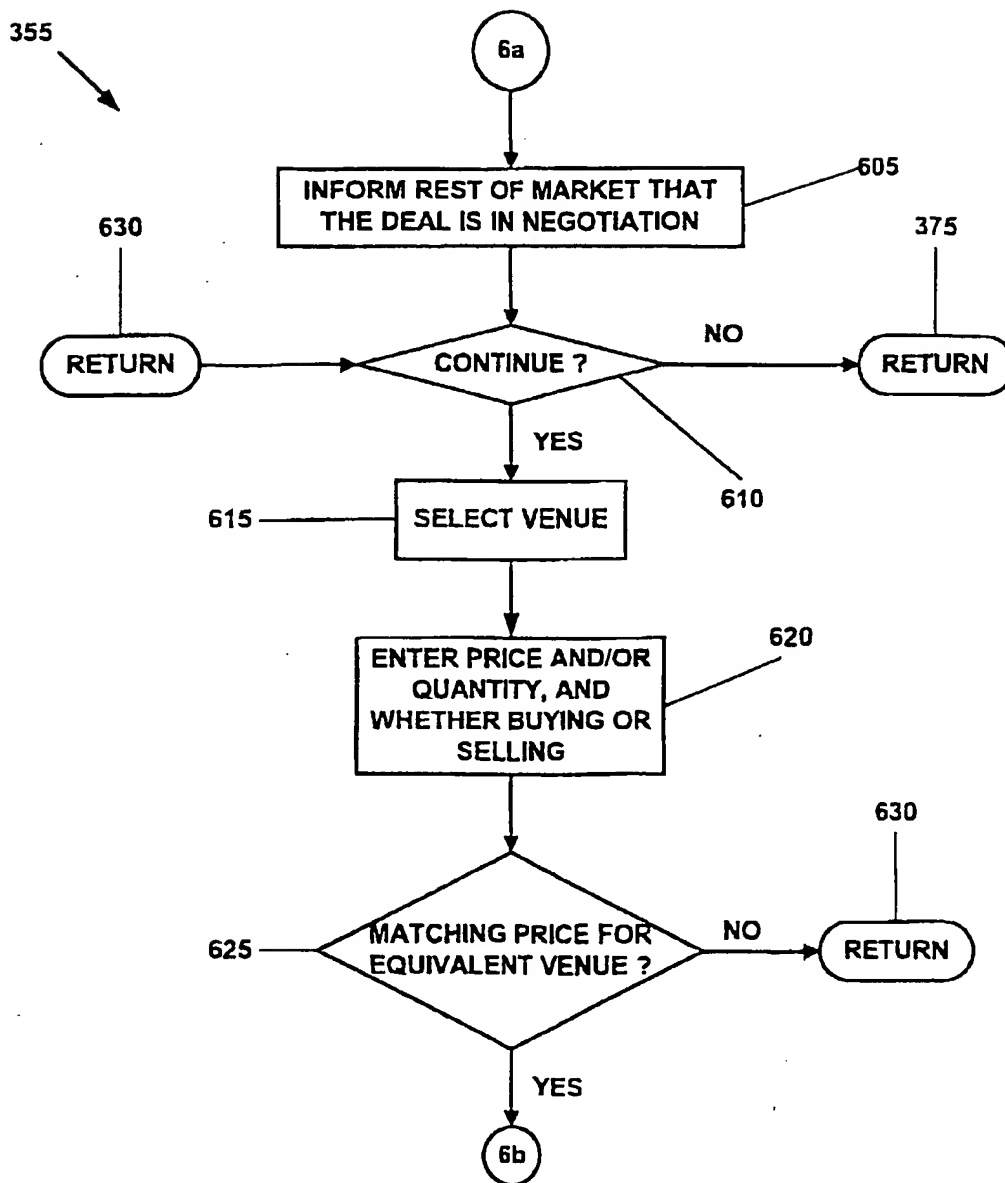 355
6a
INFORM REST OF MARKET THAT
THE DEAL IS IN NEGOTIATION
605
630
375
RETURN
CONTINUE ?
NO
RETURN
YES
610
615
SELECT VENUE
620
ENTER PRICE AND/OR
QUANTITY, AND
WHETHER BUYING OR
SELLING
630
625
MATCHING PRICE FOR
EQUIVALENT VENUE ?
NO
RETURN
YES
6b